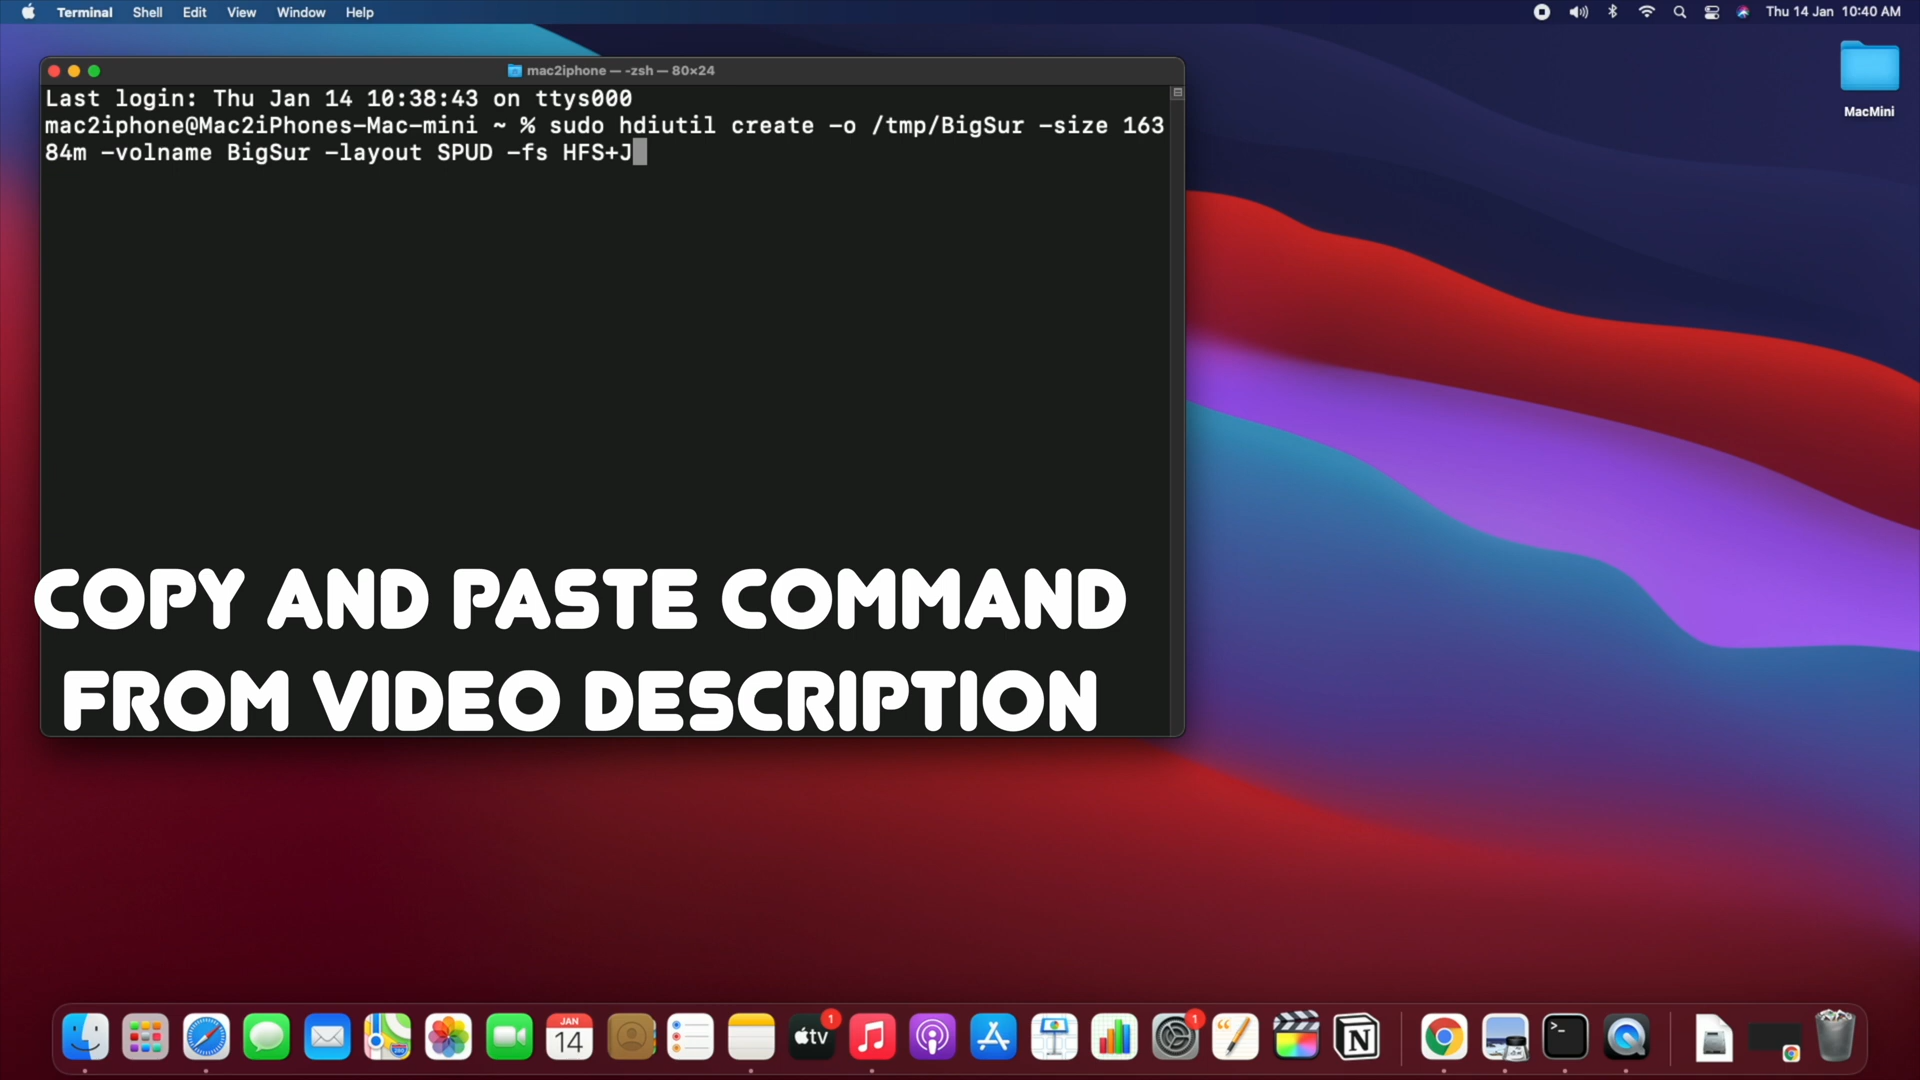 Terminal Shell Edit View Window Help Thu 14 Jan 10:40 AM
MacMini
mac2iphone — -zsh — 80×24
Last login: Thu Jan 14 10:38:43 on ttys000
mac2iphone@Mac2iPhones-Mac-mini ~ % sudo hdiutil create -o /tmp/BigSur -size 163
84m -volname BigSur -layout SPUD -fs HFS+J
COPY AND PASTE COMMAND
FROM VIDEO DESCRIPTION
JAN
14
tv
1
1
N